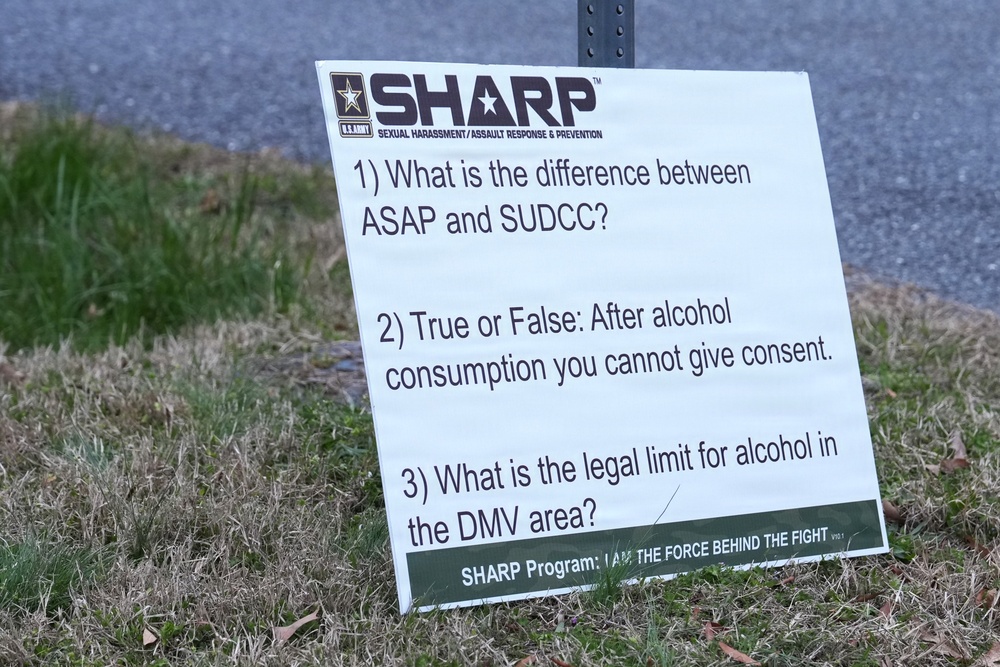 U.S.ARMY
SHARP™
SEXUAL HARASSMENT/ASSAULT RESPONSE & PREVENTION
1) What is the difference between
ASAP and SUDCC?
2) True or False: After alcohol
consumption you cannot give consent.
3) What is the legal limit for alcohol in
the DMV area?
SHARP Program: I AM THE FORCE BEHIND THE FIGHT V10.1